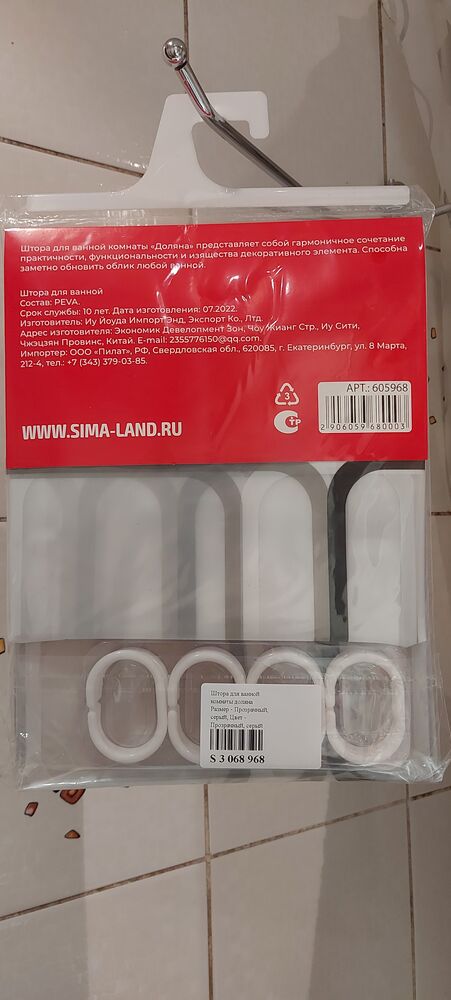 Штора для ванной комнаты «Доляна» представляет собой гармоничное сочетание
практичности, функциональности и изящества декоративного элемента. Способна
заметно обновить облик любой ванной.
Штора для ванной
Состав: PEVA.
Срок службы: 10 лет. Дата изготовления: 07.2022.
Изготовитель: Иу Йоуда Импорт Энд, Экспорт Ко., Лтд.
Адрес изготовителя: Экономик Девелопмент Зон, Чоу Жианг Стр., Иу Сити,
Чжэцзян Провинс, Китай. E-mail: 2355776150@qq.com.
Импортер: ООО «Пилат», РФ, Свердловская обл., 620085, г. Екатеринбург, ул. 8 Марта,
212-4, тел.: +7 (343) 379-03-85.
3
АРТ.: 605968
СТР
2906059680003
WWW.SIMA-LAND.RU
Штора для ванной
комнаты доляна
Размер - Прозрачный,
серый, Цвет -
Прозрачный, серый
S 3 068 968